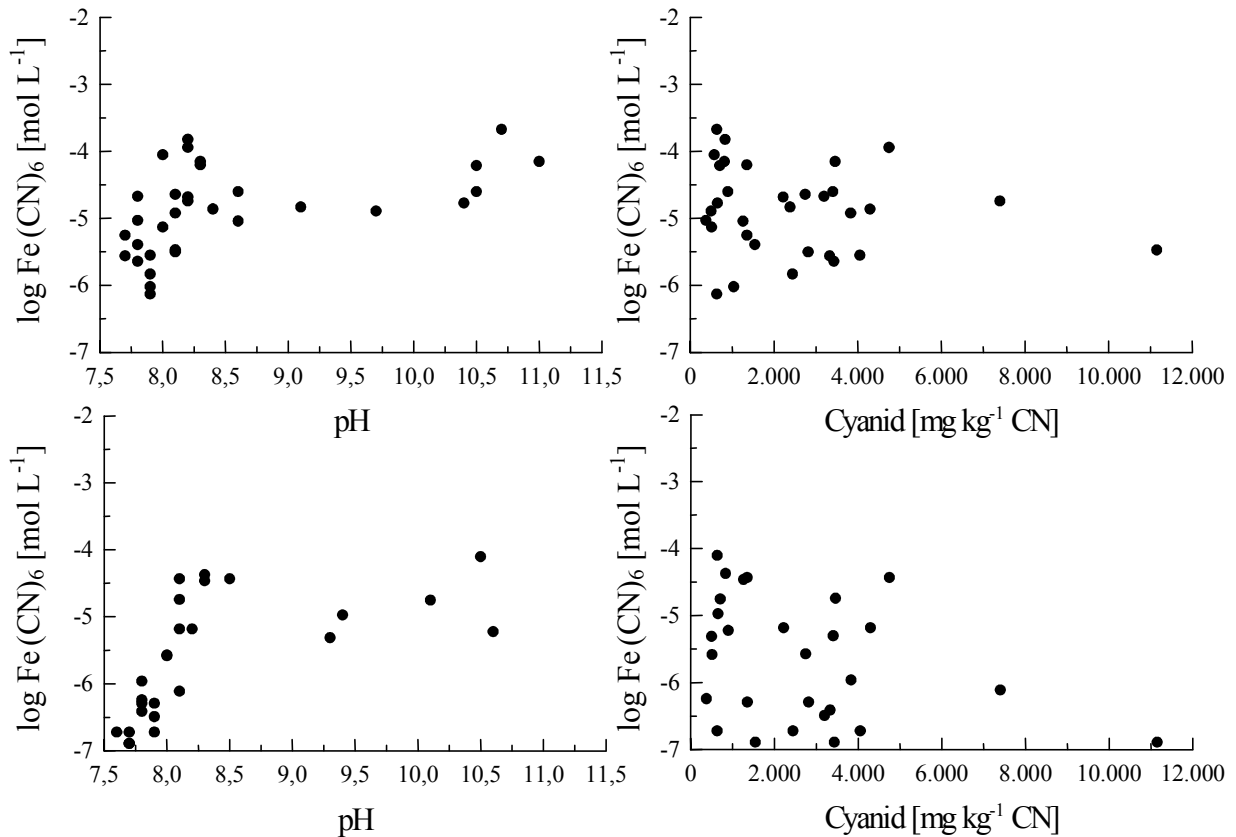 log Fe(CN)₆ [mol L⁻¹]
-2
-3
-4
-5
-6
-7
7,5 8,0 8,5 9,0 9,5 10,0 10,5 11,0 11,5
pH
log Fe(CN)₆ [mol L⁻¹]
-2
-3
-4
-5
-6
-7
0 2.000 4.000 6.000 8.000 10.000 12.000
Cyanid [mg kg⁻¹ CN]
log Fe(CN)₆ [mol L⁻¹]
-2
-3
-4
-5
-6
-7
7,5 8,0 8,5 9,0 9,5 10,0 10,5 11,0 11,5
pH
log Fe(CN)₆ [mol L⁻¹]
-2
-3
-4
-5
-6
-7
0 2.000 4.000 6.000 8.000 10.000 12.000
Cyanid [mg kg⁻¹ CN]